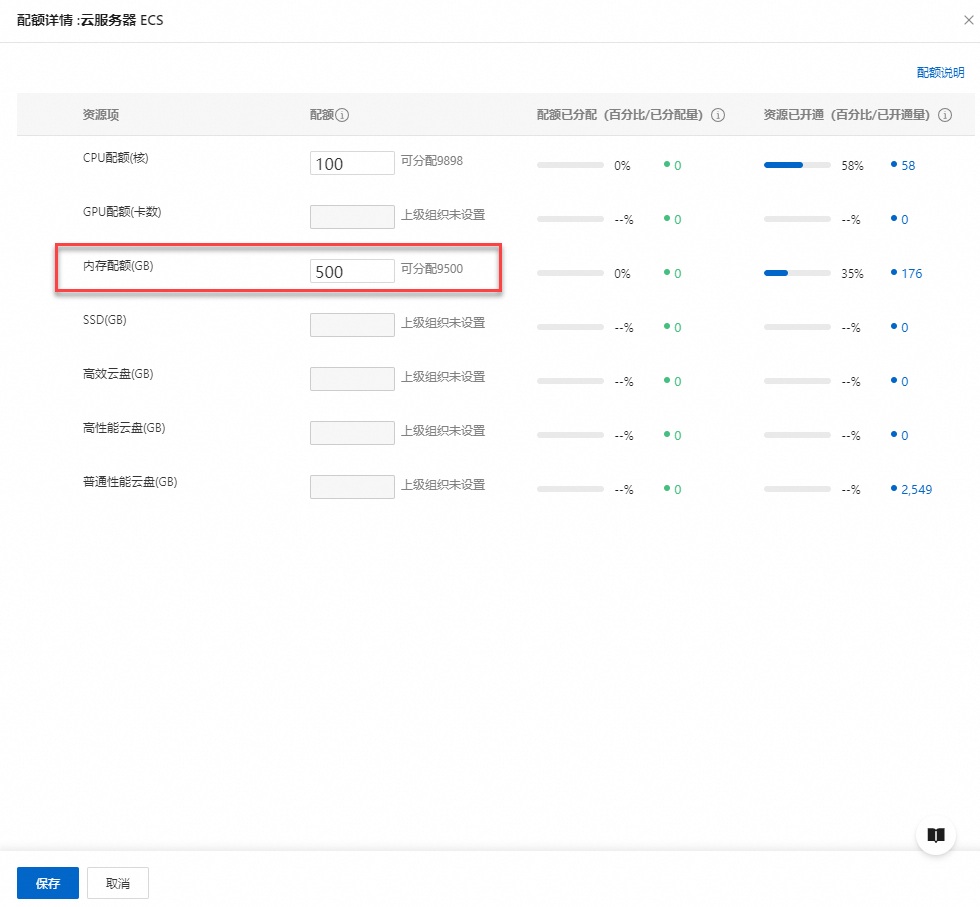 配额详情 :云服务器 ECS
配额说明
资源项 配额 配额已分配 (百分比/已分配量) 资源已开通 (百分比/已开通量)
CPU配额(核) 100 可分配9898 0% 0 58% 58
GPU配额(卡数) 上级组织未设置 --% 0 --% 0
内存配额(GB) 500 可分配9500 0% 0 35% 176
SSD(GB) 上级组织未设置 --% 0 --% 0
高效云盘(GB) 上级组织未设置 --% 0 --% 0
高性能云盘(GB) 上级组织未设置 --% 0 --% 0
普通性能云盘(GB) 上级组织未设置 --% 0 --% 2,549
保存 取消